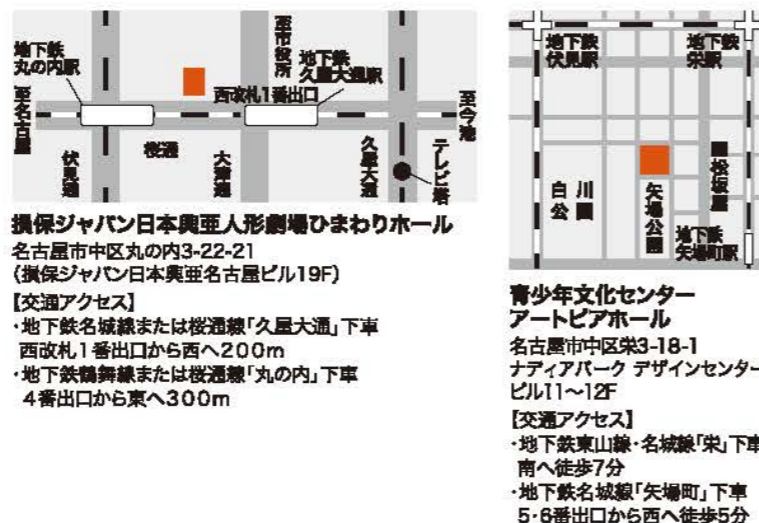 地下鉄
丸の内駅
至市役所
地下鉄
久屋大通駅
西改札1番出口
至名古屋
至今池
伏見通
桜通
大津通
久屋大通
テレビ塔
損保ジャパン日本興亜人形劇場ひまわりホール
名古屋市中区丸の内3-22-21
(損保ジャパン日本興亜名古屋ビル19F)
【交通アクセス】
・地下鉄名城線または桜通線「久屋大通」下車
西改札1番出口から西へ200m
・地下鉄鶴舞線または桜通線「丸の内」下車
4番出口から東へ300m
地下鉄
伏見駅
地下鉄
栄駅
白川
公園
矢場公園
松坂屋
地下鉄
矢場町駅
青少年文化センター
アートピアホール
名古屋市中区栄3-18-1
ナディアパーク デザインセンター
ビル11〜12F
【交通アクセス】
・地下鉄東山線・名城線「栄」下車
南へ徒歩7分
・地下鉄名城線「矢場町」下車
5・6番出口から西へ徒歩5分